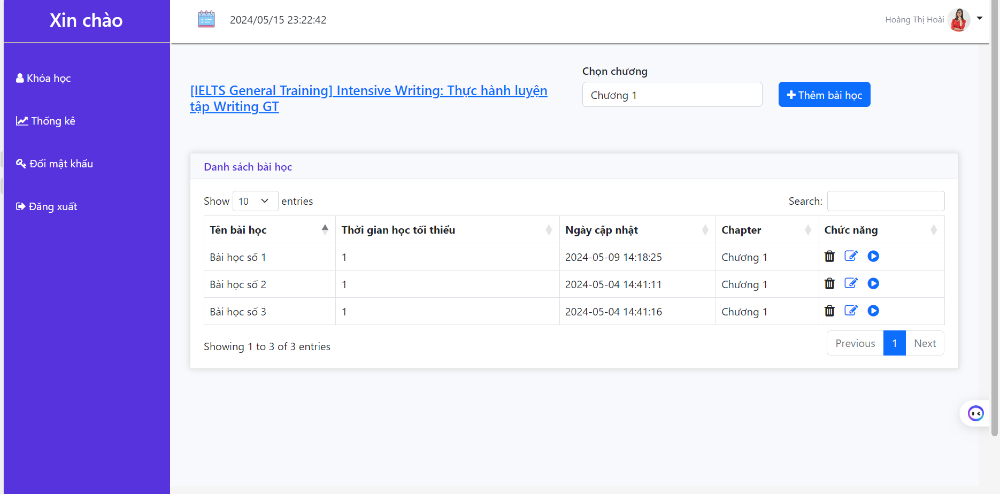 Xin chào
2024/05/15 23:22:42
Hoàng Thị Hoài
Khóa học
Thống kê
Đổi mật khẩu
Đăng xuất
[IELTS General Training] Intensive Writing: Thực hành luyện
tập Writing GT
Chọn chương
Chương 1
Thêm bài học
Danh sách bài học
Show 10 entries
Search:
Tên bài học Thời gian học tối thiểu Ngày cập nhật Chapter Chức năng
Bài học số 1 1 2024-05-09 14:18:25 Chương 1
Bài học số 2 1 2024-05-04 14:41:11 Chương 1
Bài học số 3 1 2024-05-04 14:41:16 Chương 1
Showing 1 to 3 of 3 entries
Previous 1 Next